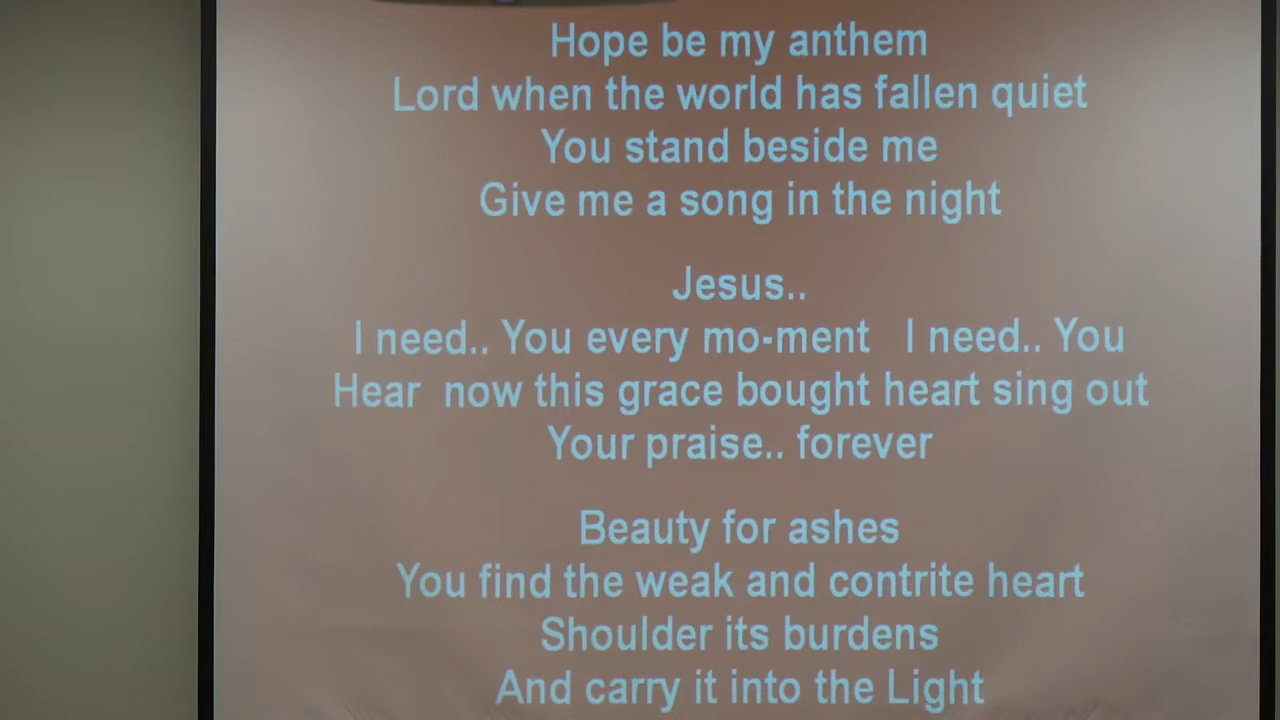 Hope be my anthem
Lord when the world has fallen quiet
You stand beside me
Give me a song in the night
Jesus..
I need.. You every mo-ment I need.. You
Hear now this grace bought heart sing out
Your praise.. forever
Beauty for ashes
You find the weak and contrite heart
Shoulder its burdens
And carry it into the Light